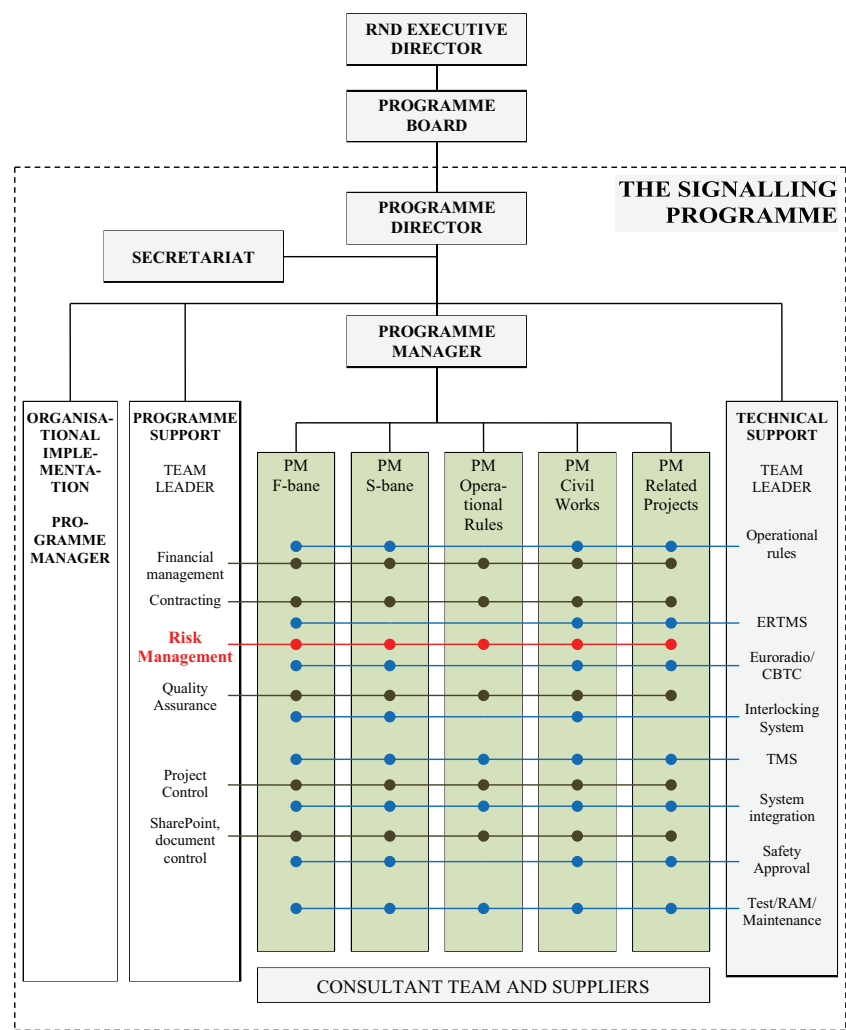 RND EXECUTIVE
DIRECTOR
PROGRAMME
BOARD
THE SIGNALLING
PROGRAMME
PROGRAMME
DIRECTOR
SECRETARIAT
PROGRAMME
MANAGER
ORGANISA-
TIONAL
IMPLE-
MENTA-
TION
PRO-
GRAMME
MANAGER
PROGRAMME
SUPPORT
TEAM
LEADER
Financial
management
Contracting
Risk
Management
Quality
Assurance
Project
Control
SharePoint,
document
control
PM
F-bane
PM
S-bane
PM
Opera-
tional
Rules
PM
Civil
Works
PM
Related
Projects
TECHNICAL
SUPPORT
TEAM
LEADER
Operational
rules
ERTMS
Euroradio/
CBTC
Interlocking
System
TMS
System
integration
Safety
Approval
Test/RAM/
Maintenance
CONSULTANT TEAM AND SUPPLIERS